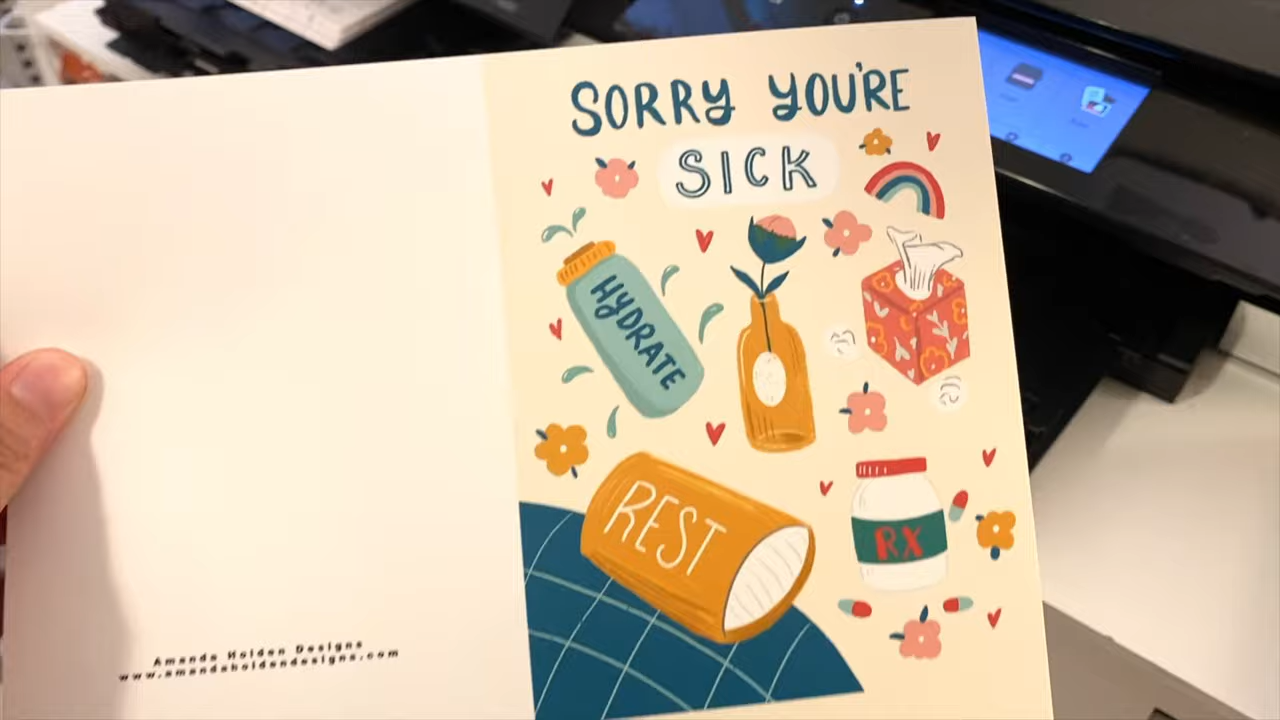 SORRY YOU'RE
SICK
HYDRATE
REST
RX
Amanda Holden Designs
www.amandaholdendesigns.com